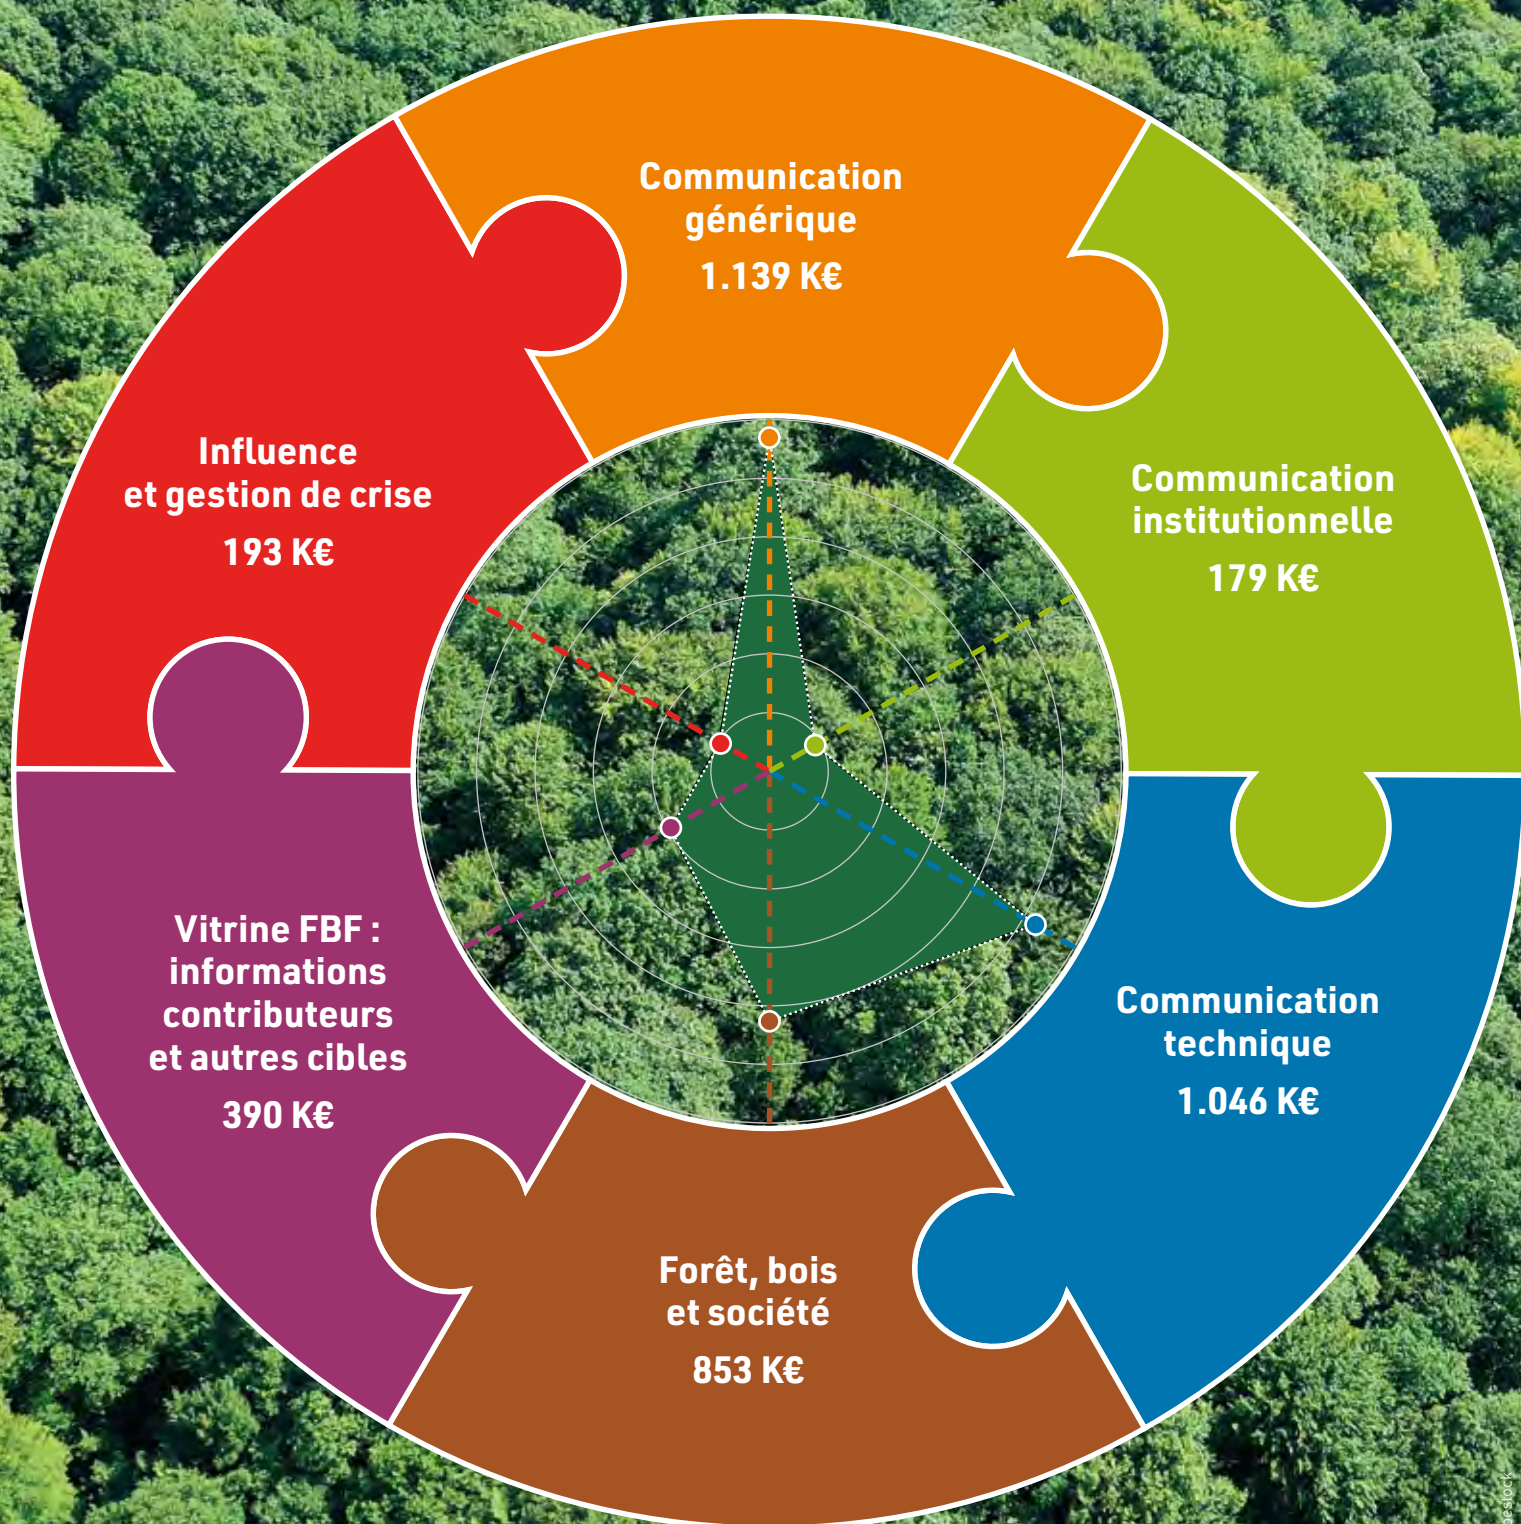 Communication
générique
1.139 K€
Communication
institutionnelle
179 K€
Communication
technique
1.046 K€
Forêt, bois
et société
853 K€
Vitrine FBF :
informations
contributeurs
et autres cibles
390 K€
Influence
et gestion de crise
193 K€